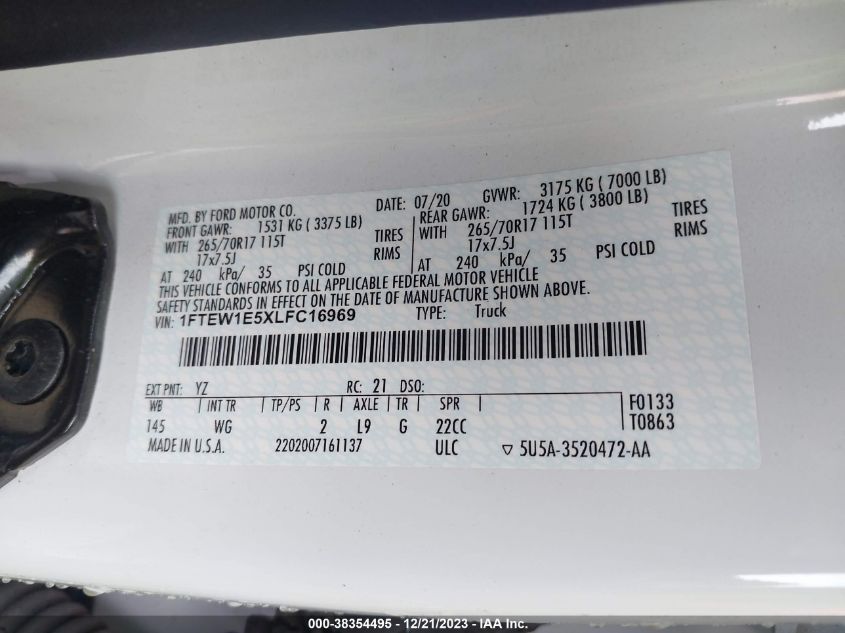 MFD. BY FORD MOTOR CO. DATE: 07/20 GVWR: 3175 KG ( 7000 LB)
FRONT GAWR: 1531 KG ( 3375 LB) REAR GAWR: 1724 KG ( 3800 LB)
WITH 265/70R17 115T TIRES WITH 265/70R17 115T TIRES
17x7.5J RIMS 17x7.5J RIMS
AT 240 kPa/ 35 PSI COLD AT 240 kPa/ 35 PSI COLD
THIS VEHICLE CONFORMS TO ALL APPLICABLE FEDERAL MOTOR VEHICLE
SAFETY STANDARDS IN EFFECT ON THE DATE OF MANUFACTURE SHOWN ABOVE.
VIN: 1FTEW1E5XLFC16969 TYPE: Truck
EXT PNT: YZ RC: 21 DSO:
WB INT TR TP/PS R AXLE TR SPR F0133
145 WG 2 L9 G 22CC T0863
MADE IN U.S.A. 2202007161137 ULC ▽ 5U5A-3520472-AA
000-38354495 - 12/21/2023 - IAA Inc.